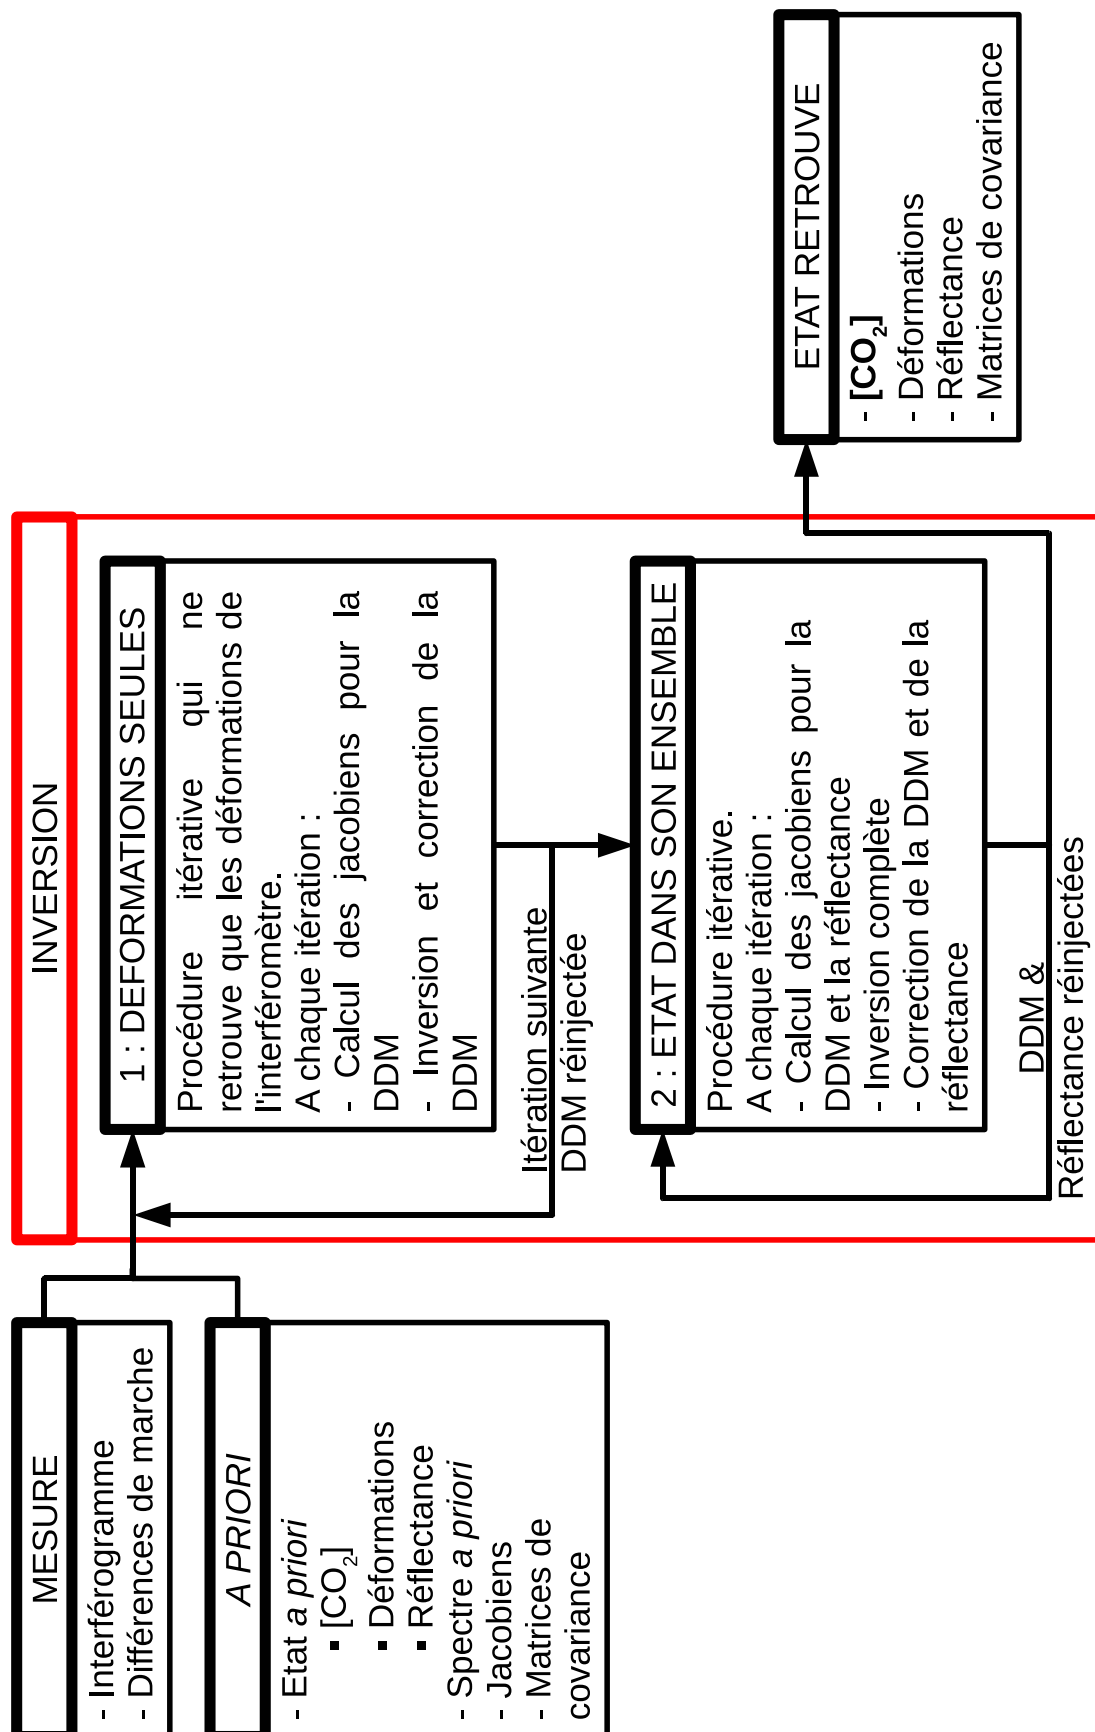 MESURE
- Interférogramme
- Différences de marche
A PRIORI
- Etat a priori
▪ [CO₂]
▪ Déformations
▪ Réflectance
- Spectre a priori
- Jacobiens
- Matrices de
covariance
INVERSION
1 : DEFORMATIONS SEULES
Procédure itérative qui ne
retrouve que les déformations de
l'interféromètre.
A chaque itération :
- Calcul des jacobiens pour la
DDM
- Inversion et correction de la
DDM
Itération suivante
DDM réinjectée
2 : ETAT DANS SON ENSEMBLE
Procédure itérative.
A chaque itération :
- Calcul des jacobiens pour la
DDM et la réflectance
- Inversion complète
- Correction de la DDM et de la
réflectance
DDM &
Réflectance réinjectées
ETAT RETROUVE
- [CO₂]
- Déformations
- Réflectance
- Matrices de covariance